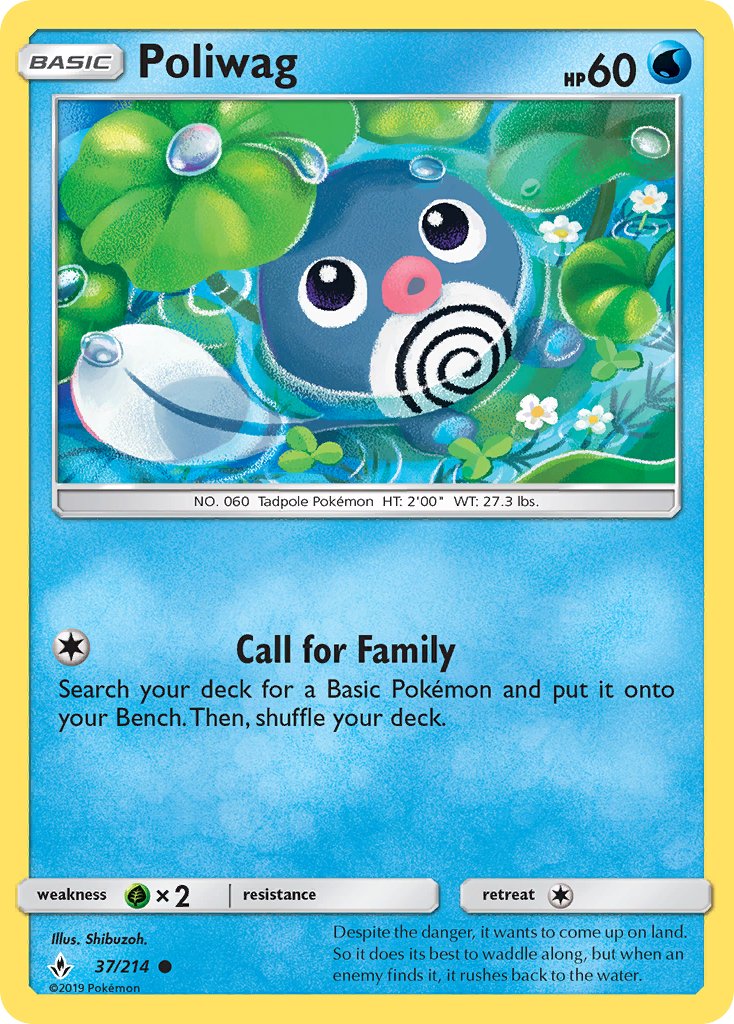 BASIC Poliwag HP60
NO. 060 Tadpole Pokémon HT: 2'00" WT: 27.3 lbs.
Call for Family
Search your deck for a Basic Pokémon and put it onto
your Bench. Then, shuffle your deck.
weakness ×2 resistance retreat
Illus. Shibuzoh.
37/214
©2019 Pokémon
Despite the danger, it wants to come up on land.
So it does its best to waddle along, but when an
enemy finds it, it rushes back to the water.